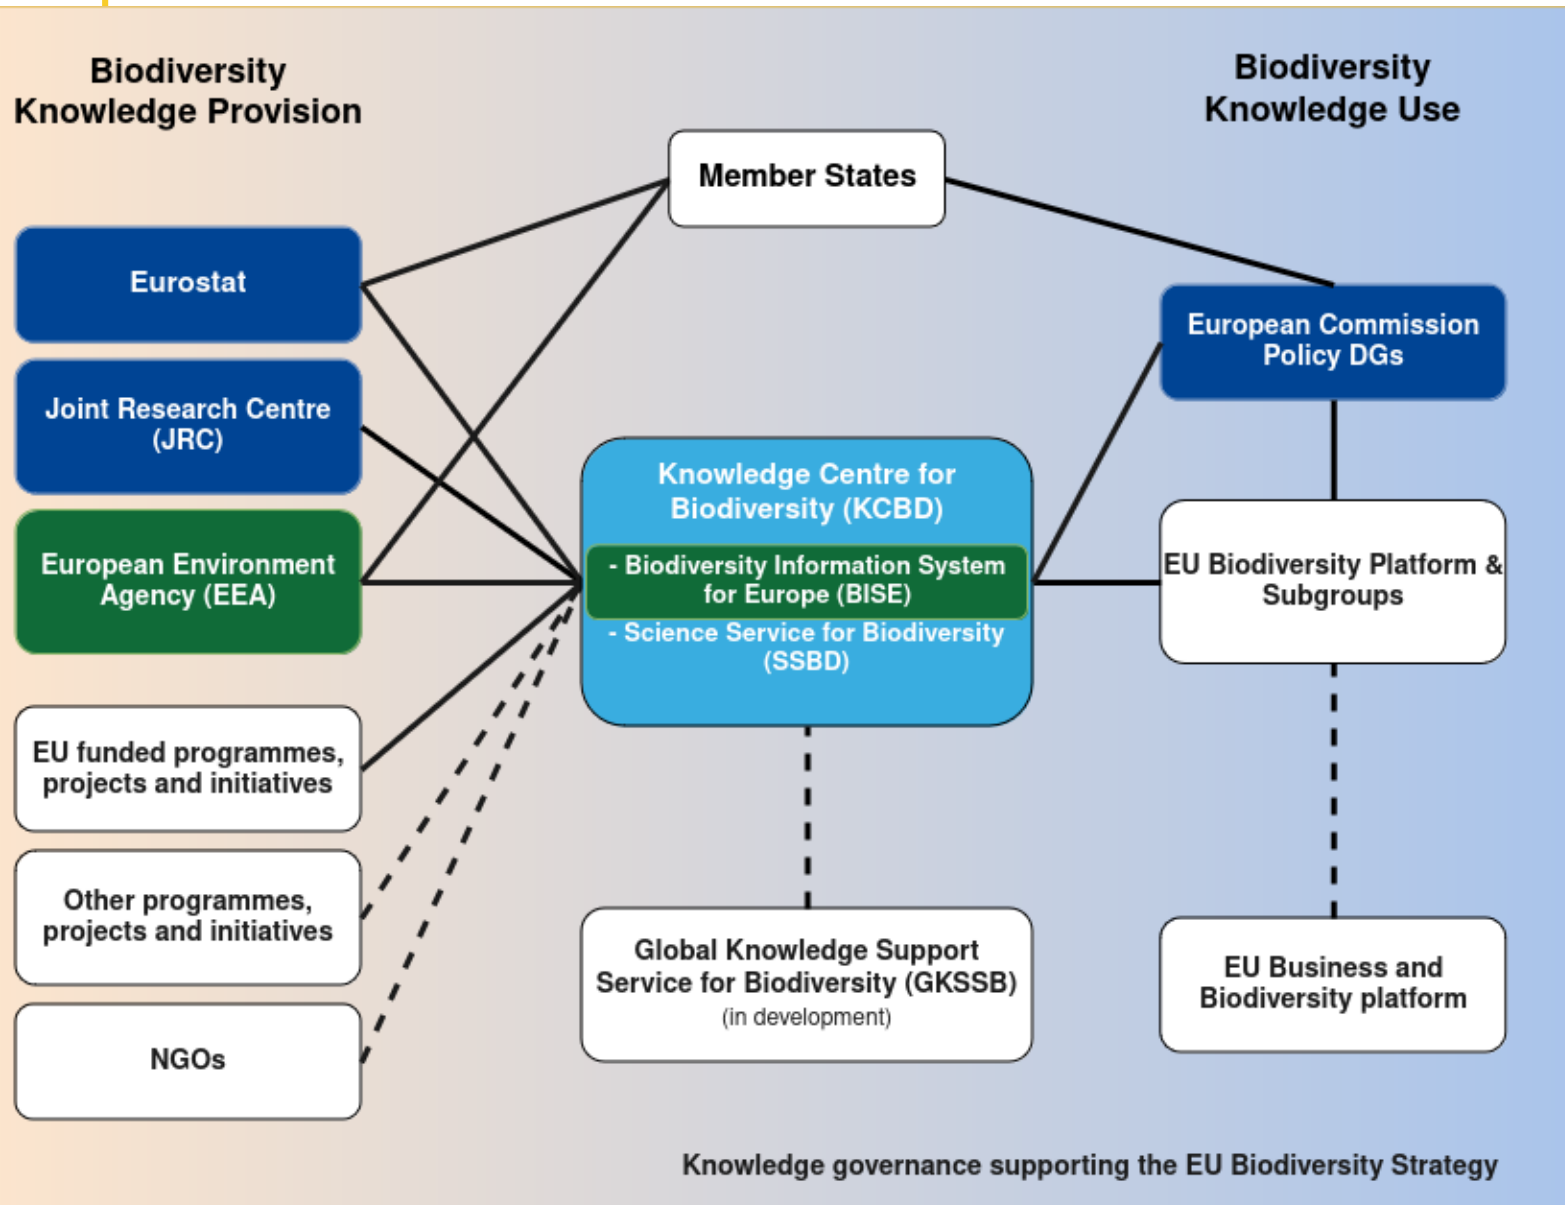 Biodiversity
Knowledge Provision
Biodiversity
Knowledge Use
Member States
Eurostat
Joint Research Centre
(JRC)
European Environment
Agency (EEA)
EU funded programmes,
projects and initiatives
Other programmes,
projects and initiatives
NGOs
Knowledge Centre for
Biodiversity (KCBD)
- Biodiversity Information System
for Europe (BISE)
- Science Service for Biodiversity
(SSBD)
Global Knowledge Support
Service for Biodiversity (GKSSB)
(in development)
European Commission
Policy DGs
EU Biodiversity Platform &
Subgroups
EU Business and
Biodiversity platform
Knowledge governance supporting the EU Biodiversity Strategy